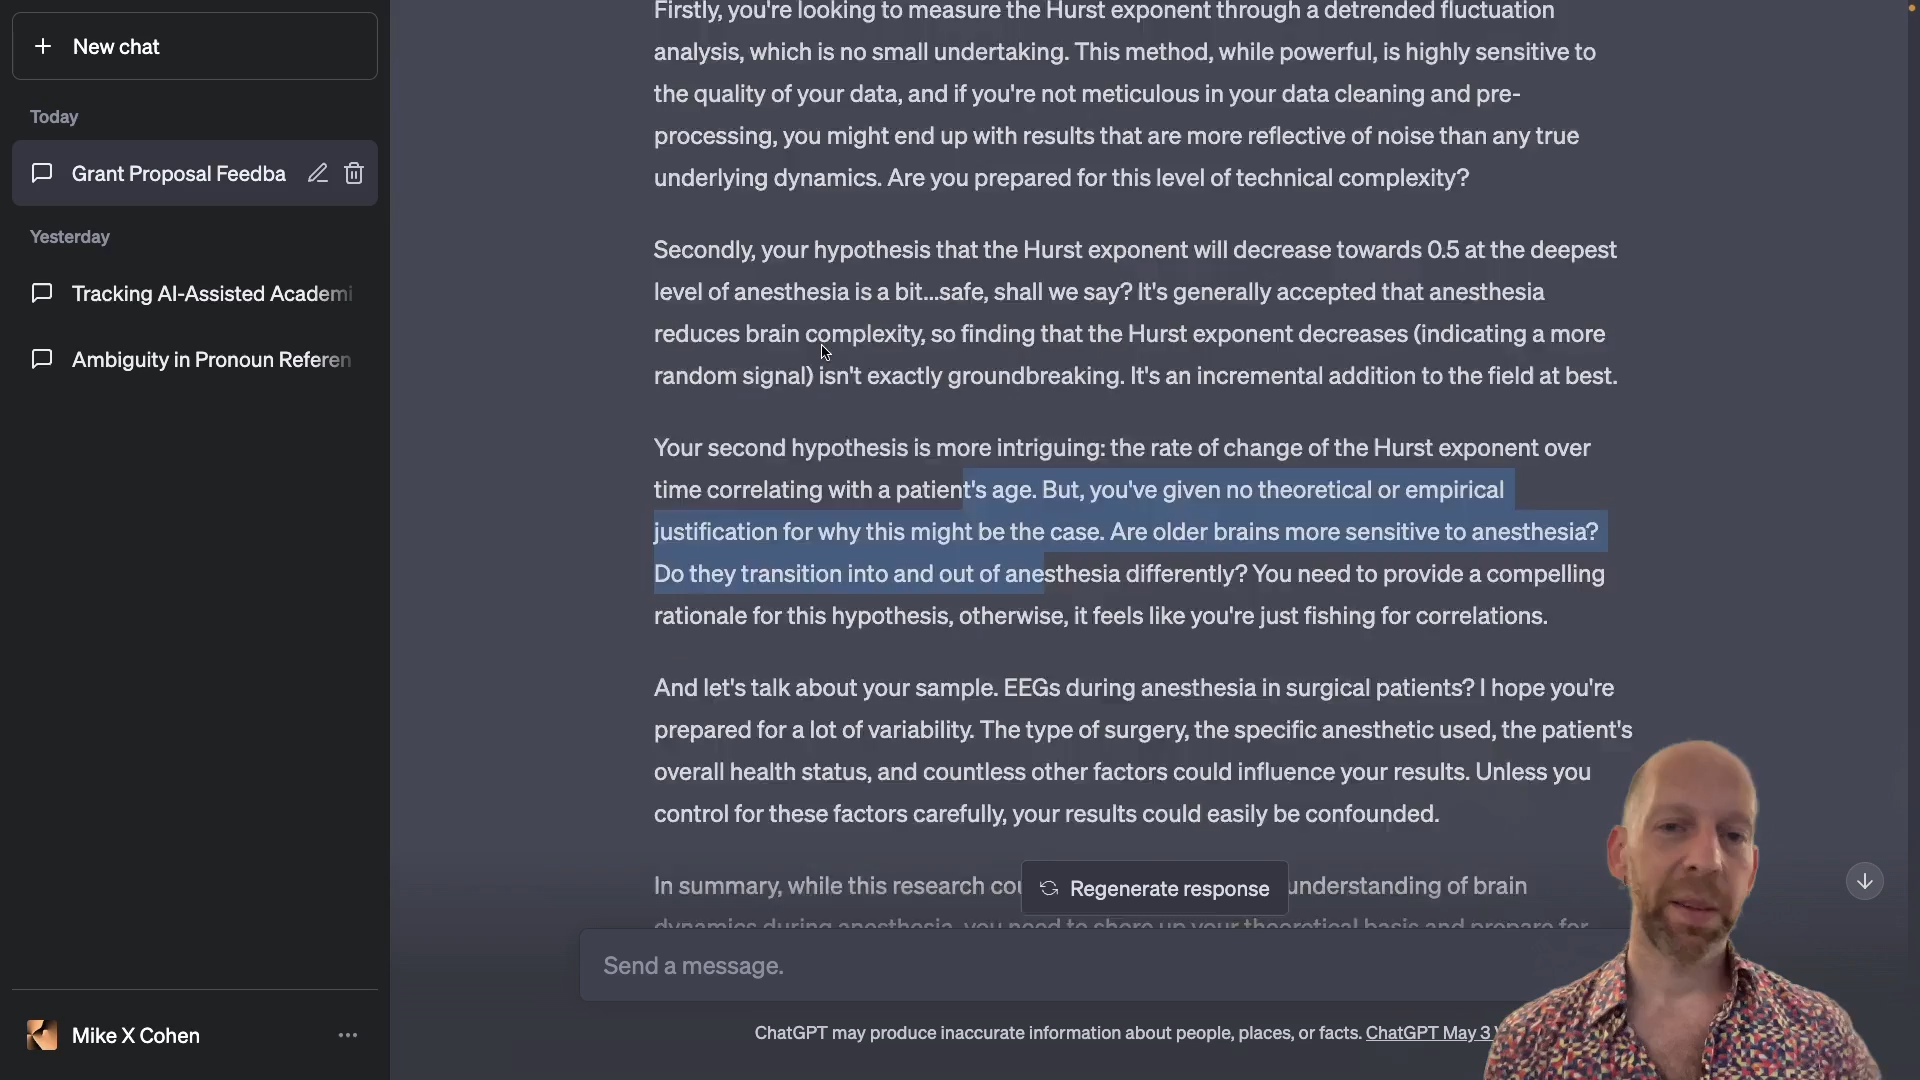 New chat
Today
Grant Proposal Feedba
Yesterday
Tracking AI-Assisted Academi
Ambiguity in Pronoun Referen
Mike X Cohen
Firstly, you're looking to measure the Hurst exponent through a detrended fluctuation
analysis, which is no small undertaking. This method, while powerful, is highly sensitive to
the quality of your data, and if you're not meticulous in your data cleaning and pre-
processing, you might end up with results that are more reflective of noise than any true
underlying dynamics. Are you prepared for this level of technical complexity?
Secondly, your hypothesis that the Hurst exponent will decrease towards 0.5 at the deepest
level of anesthesia is a bit...safe, shall we say? It's generally accepted that anesthesia
reduces brain complexity, so finding that the Hurst exponent decreases (indicating a more
random signal) isn't exactly groundbreaking. It's an incremental addition to the field at best.
Your second hypothesis is more intriguing: the rate of change of the Hurst exponent over
time correlating with a patient's age. But, you've given no theoretical or empirical
justification for why this might be the case. Are older brains more sensitive to anesthesia?
Do they transition into and out of anesthesia differently? You need to provide a compelling
rationale for this hypothesis, otherwise, it feels like you're just fishing for correlations.
And let's talk about your sample. EEGs during anesthesia in surgical patients? I hope you're
prepared for a lot of variability. The type of surgery, the specific anesthetic used, the patient's
overall health status, and countless other factors could influence your results. Unless you
control for these factors carefully, your results could easily be confounded.
In summary, while this research cou understanding of brain
dynamics during anesthesia, you need to shore up your theoretical basis and prepare for
Regenerate response
Send a message.
ChatGPT may produce inaccurate information about people, places, or facts. ChatGPT May 3